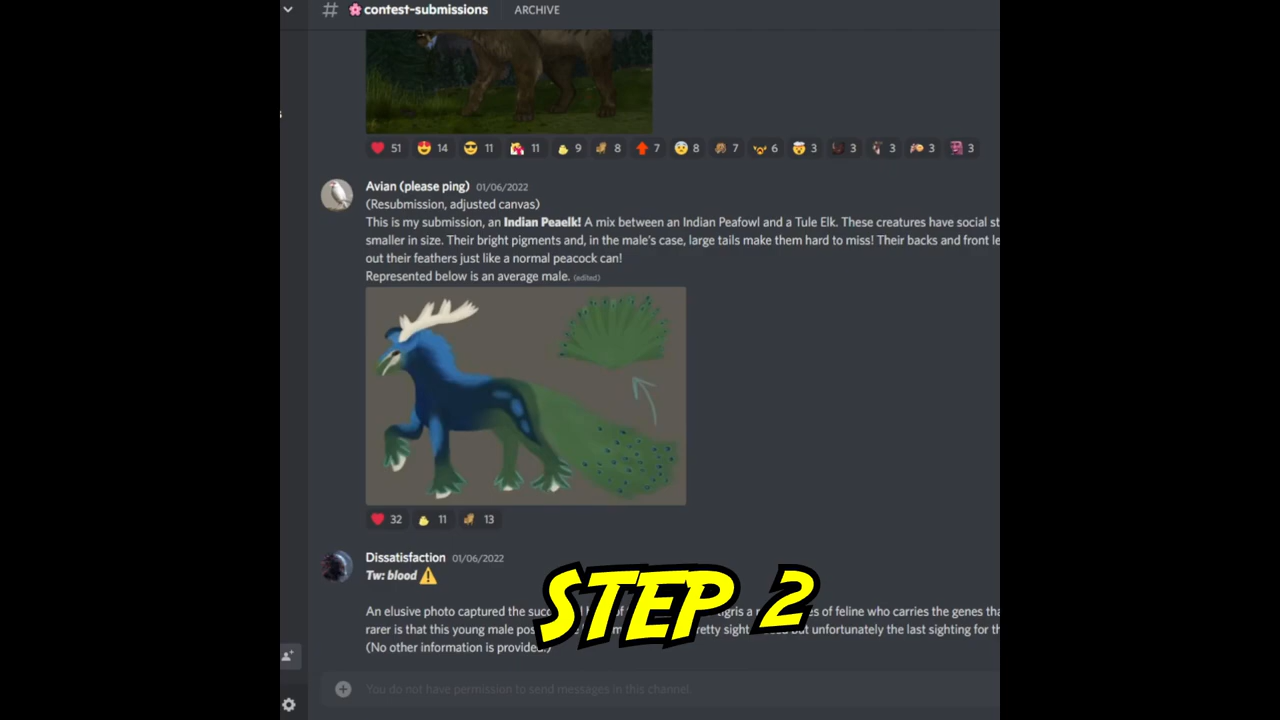 # 🌸contest-submissions ARCHIVE
51 14 11 11 9 8 7 8 7 6 3 3 3 3 3
Avian (please ping) 01/06/2022
(Resubmission, adjusted canvas)
This is my submission, an Indian Peaelk! A mix between an Indian Peafowl and a Tule Elk. These creatures have social st
smaller in size. Their bright pigments and, in the male's case, large tails make them hard to miss! Their backs and front le
out their feathers just like a normal peacock can!
Represented below is an average male. (edited)
32 11 13
Dissatisfaction 01/06/2022
Tw: blood ⚠️
An elusive photo captured the succ of tigris a es of feline who carries the genes tha
rarer is that this young male pos etty sight but unfortunately the last sighting for th
(No other information is provided.)
STEP 2
You do not have permission to send messages in this channel.